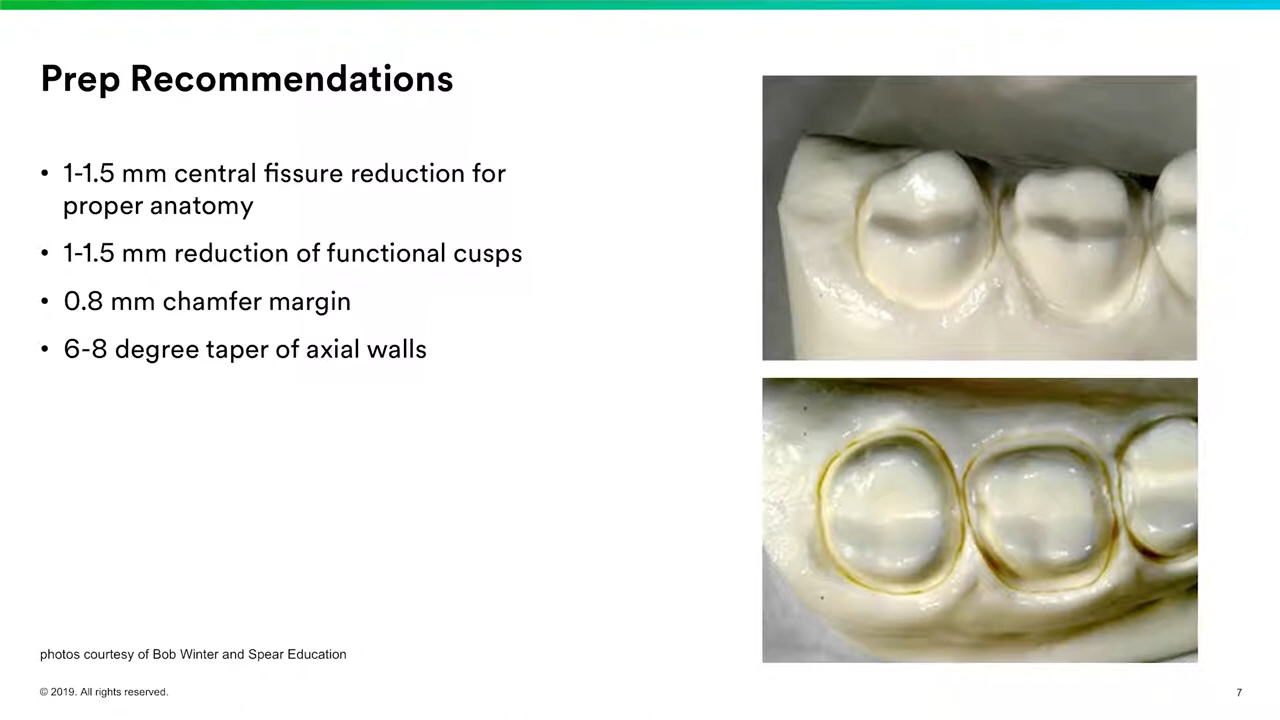 Prep Recommendations
• 1-1.5 mm central fissure reduction for
proper anatomy
• 1-1.5 mm reduction of functional cusps
• 0.8 mm chamfer margin
• 6-8 degree taper of axial walls
photos courtesy of Bob Winter and Spear Education
© 2019. All rights reserved.
7